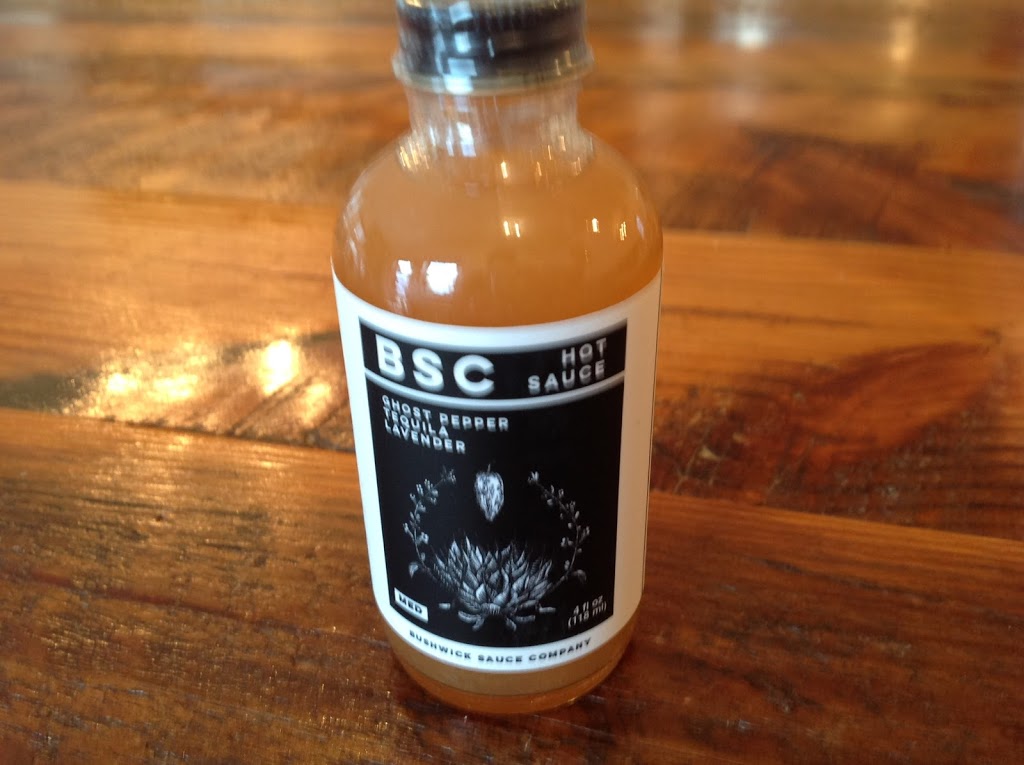 BSC
HOT
SAUCE
GHOST PEPPER
TEQUILA
LAVENDER
MED
4 fl oz
(118 ml)
BUSHWICK SAUCE COMPANY